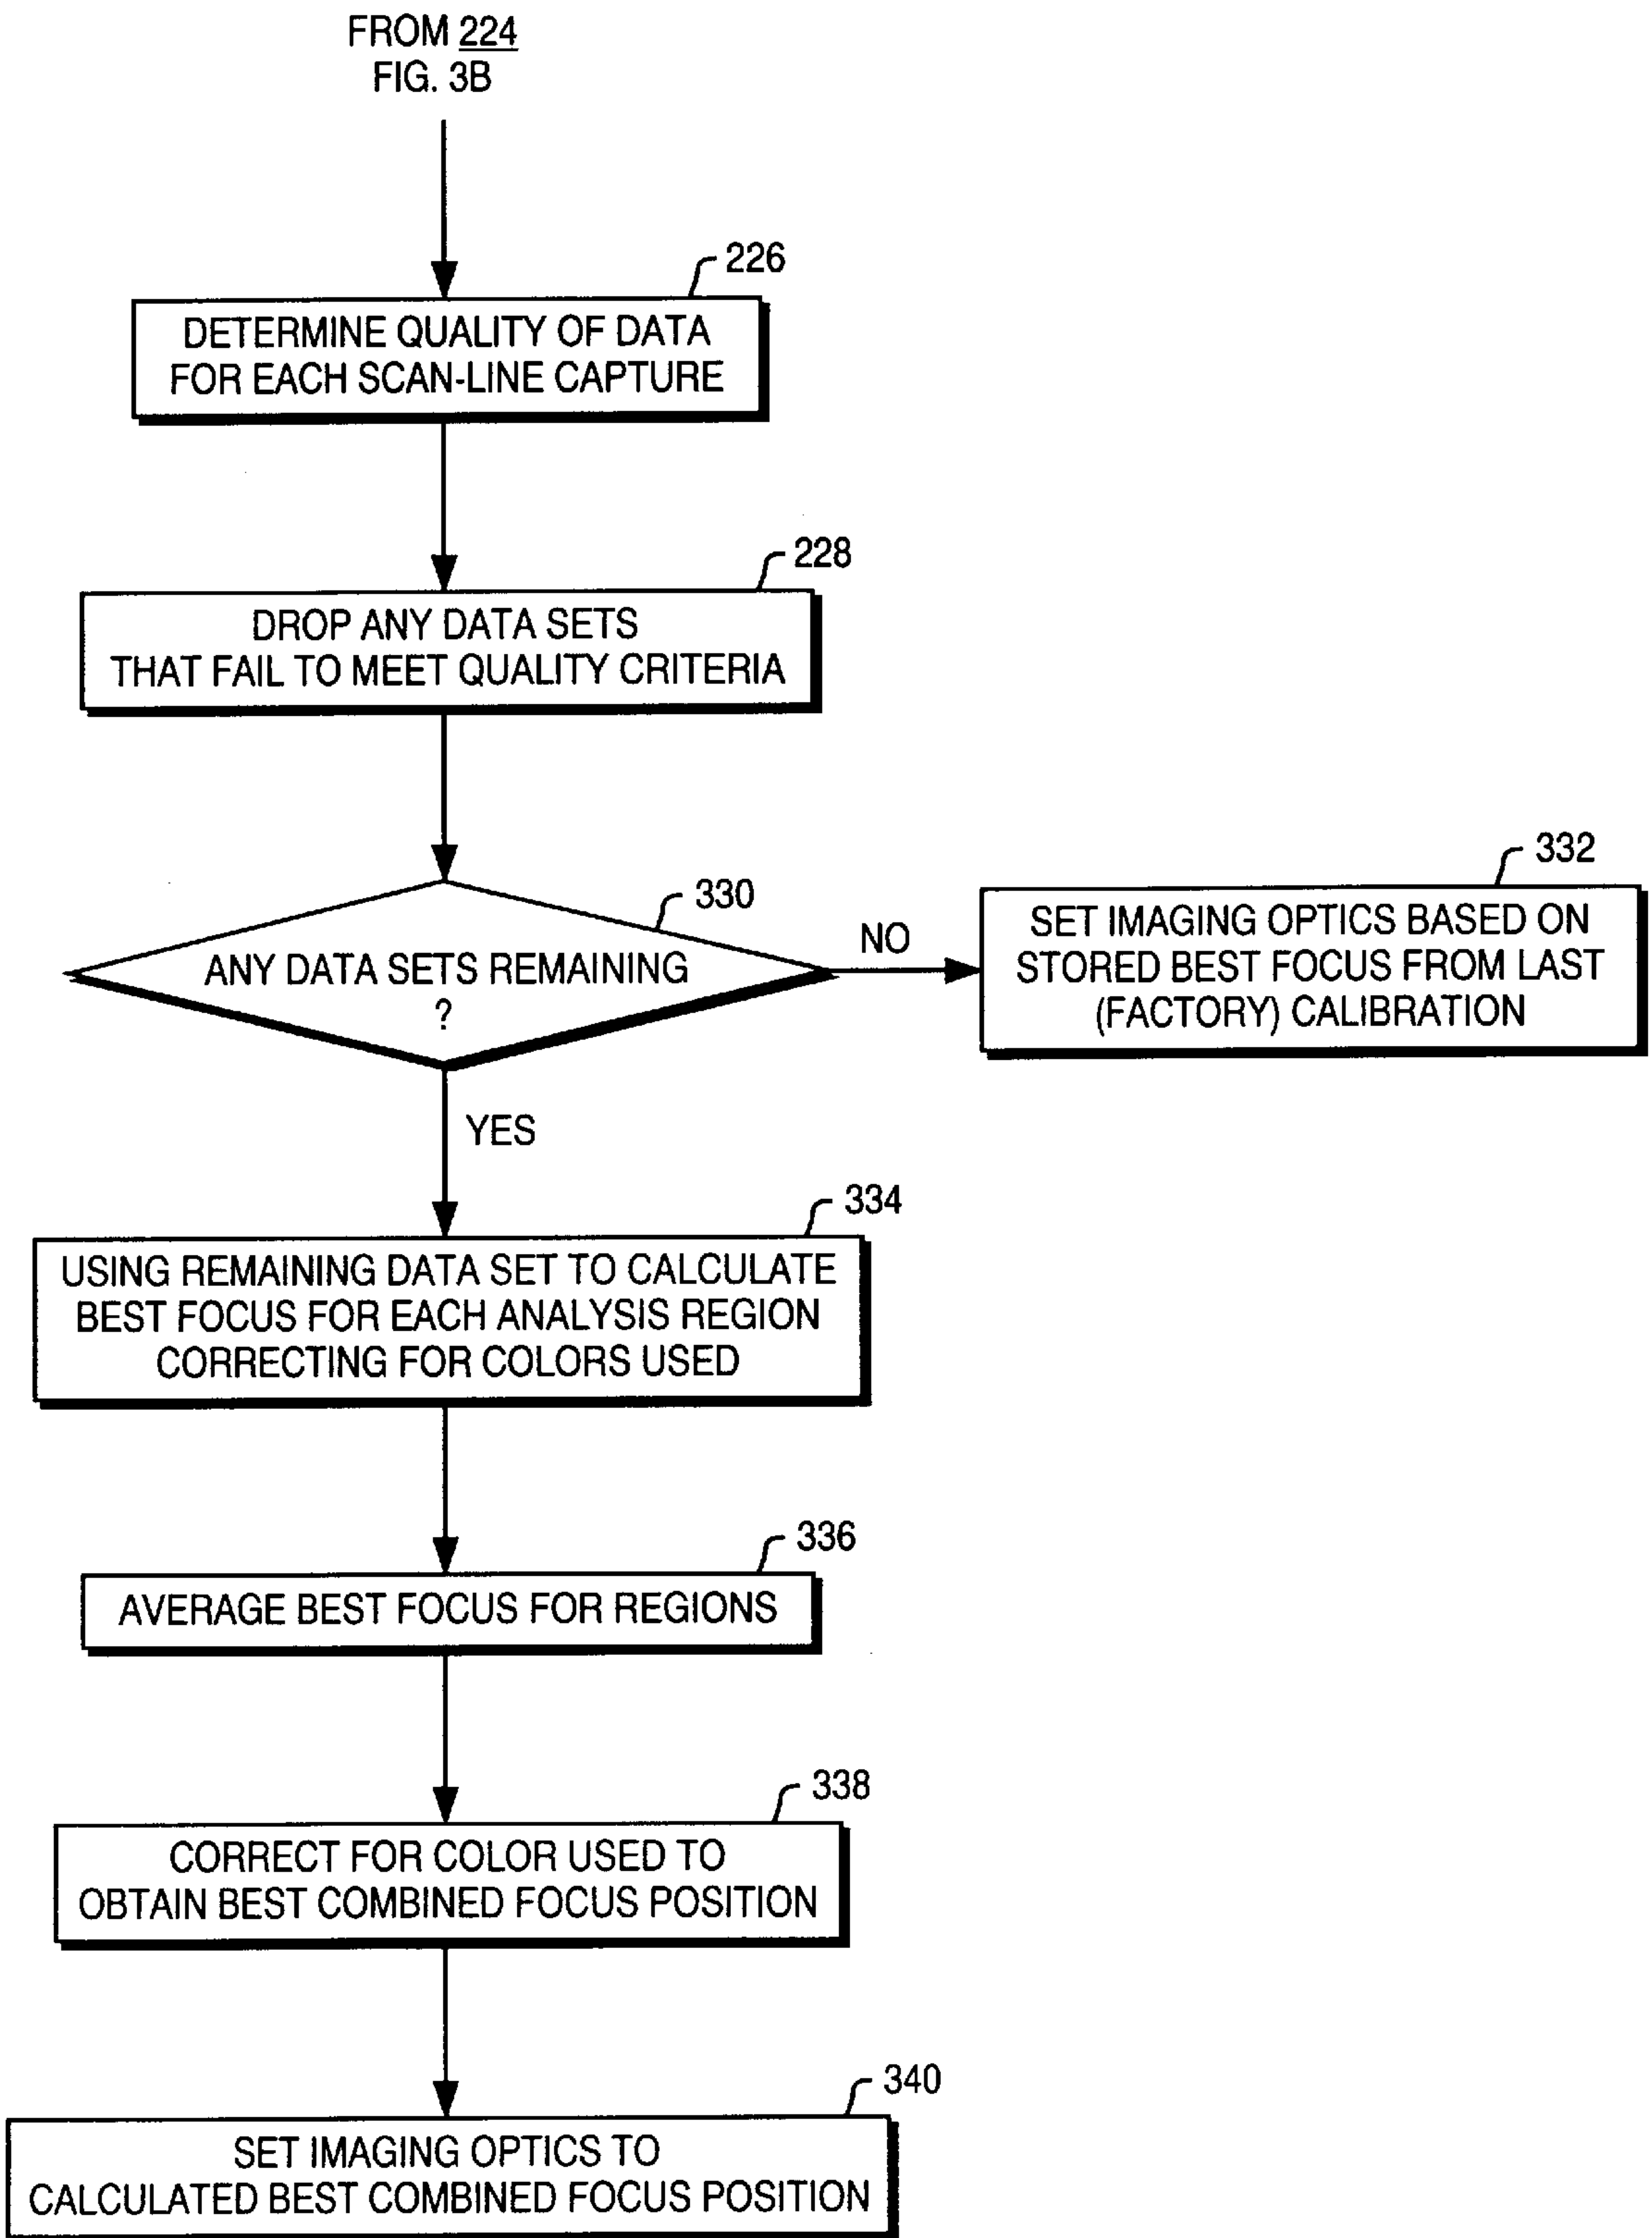 FROM 224
FIG. 3B
226
DETERMINE QUALITY OF DATA
FOR EACH SCAN-LINE CAPTURE
228
DROP ANY DATA SETS
THAT FAIL TO MEET QUALITY CRITERIA
330
ANY DATA SETS REMAINING
?
NO
332
SET IMAGING OPTICS BASED ON
STORED BEST FOCUS FROM LAST
(FACTORY) CALIBRATION
YES
334
USING REMAINING DATA SET TO CALCULATE
BEST FOCUS FOR EACH ANALYSIS REGION
CORRECTING FOR COLORS USED
336
AVERAGE BEST FOCUS FOR REGIONS
338
CORRECT FOR COLOR USED TO
OBTAIN BEST COMBINED FOCUS POSITION
340
SET IMAGING OPTICS TO
CALCULATED BEST COMBINED FOCUS POSITION